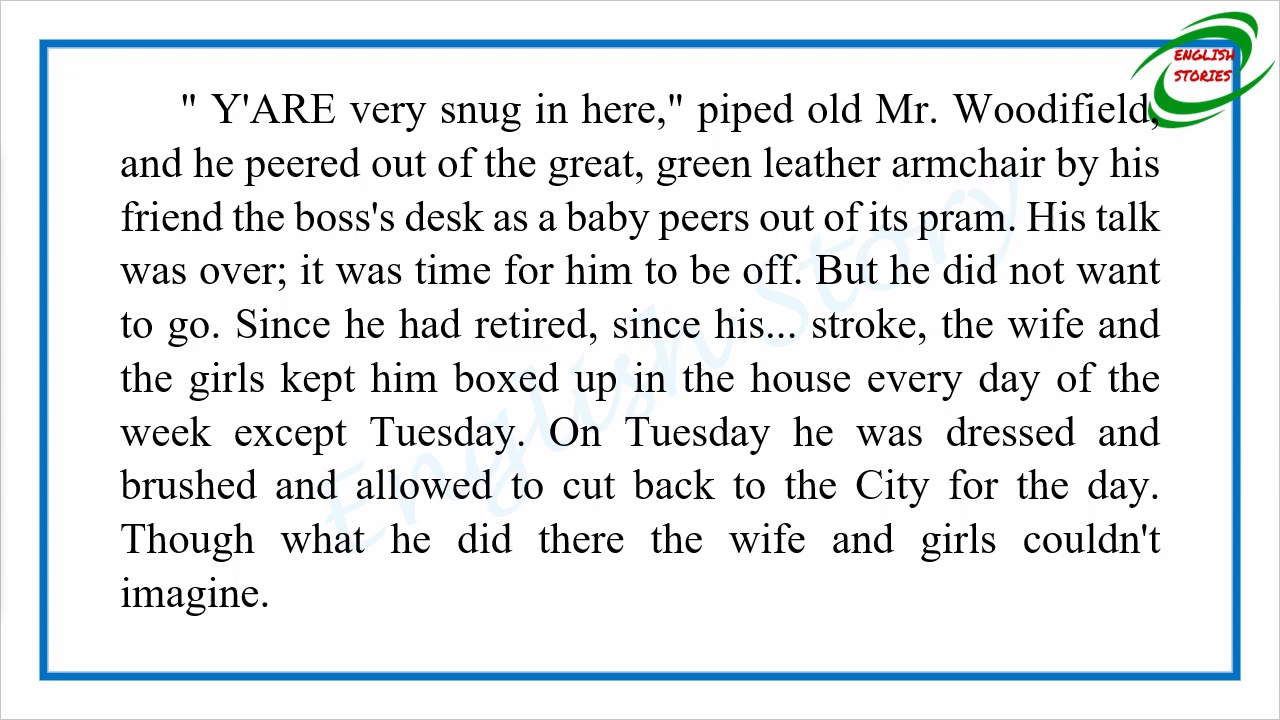 ENGLISH
STORIES
" Y'ARE very snug in here," piped old Mr. Woodifield,
and he peered out of the great, green leather armchair by his
friend the boss's desk as a baby peers out of its pram. His talk
was over; it was time for him to be off. But he did not want
to go. Since he had retired, since his... stroke, the wife and
the girls kept him boxed up in the house every day of the
week except Tuesday. On Tuesday he was dressed and
brushed and allowed to cut back to the City for the day.
Though what he did there the wife and girls couldn't
imagine.
English Story